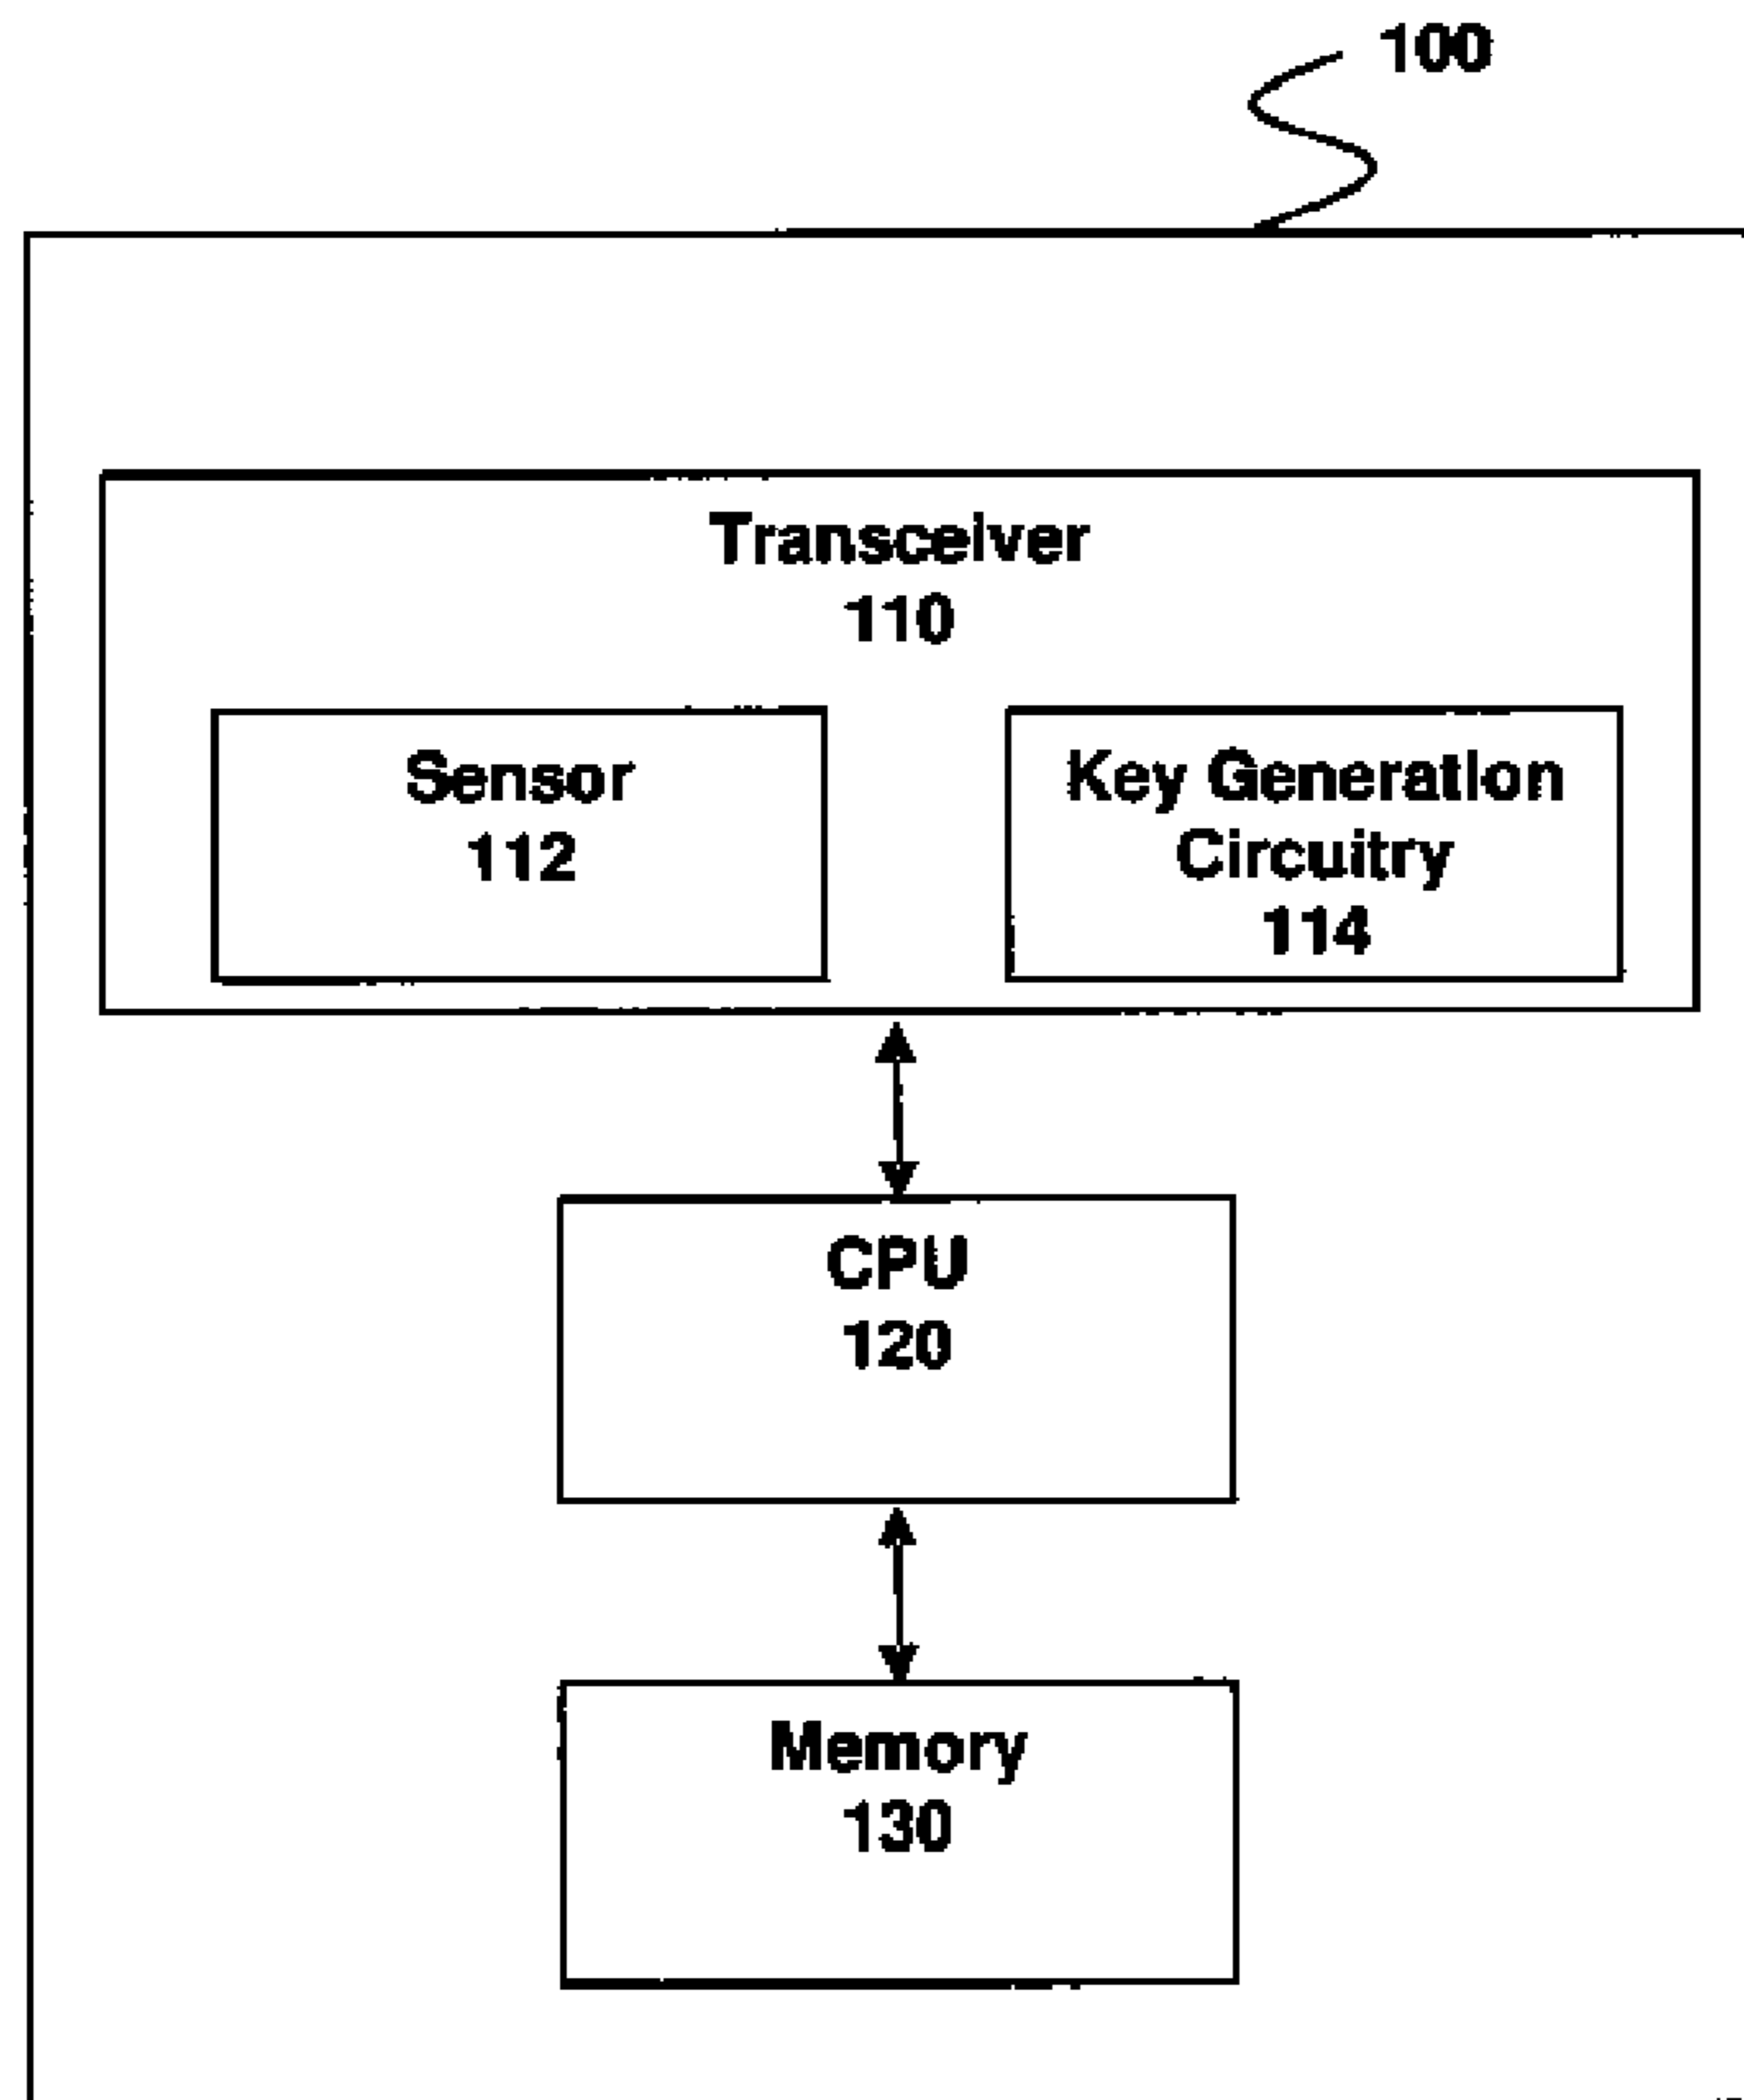 100
Transceiver
110
Sensor
112
Key Generation
Circuitry
114
CPU
120
Memory
130